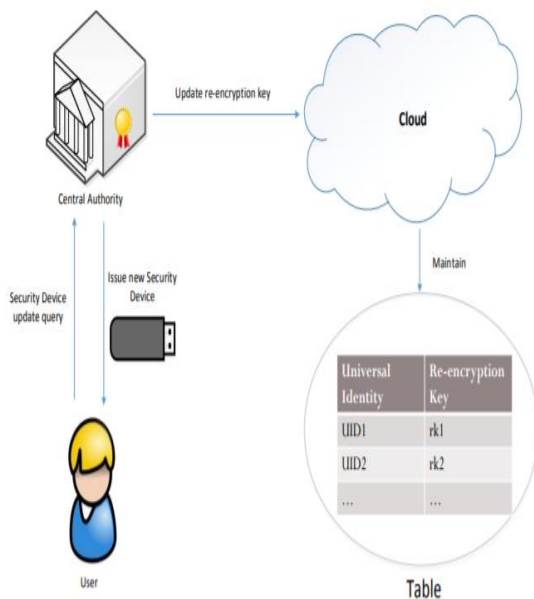 Update re-encryption key
Cloud
Central Authority
Issue new Security
Device
Security Device
update query
Maintain
Universal Identity Re-encryption Key
UID1 rk1
UID2 rk2
... ...
User
Table